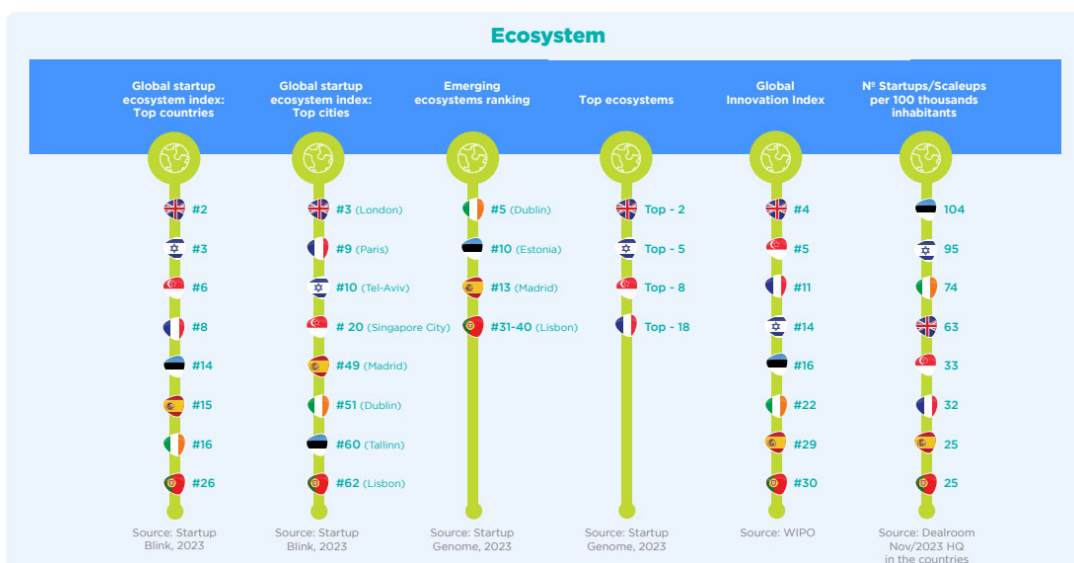 Ecosystem
Global startup
ecosystem index:
Top countries
Global startup
ecosystem index:
Top cities
Emerging
ecosystems ranking
Top ecosystems
Global
Innovation Index
Nº Startups/Scaleups
per 100 thousands
inhabitants
#2
#3
#6
#8
#14
#15
#16
#26
Source: Startup
Blink, 2023
#3 (London)
#9 (Paris)
#10 (Tel-Aviv)
# 20 (Singapore City)
#49 (Madrid)
#51 (Dublin)
#60 (Tallinn)
#62 (Lisbon)
Source: Startup
Blink, 2023
#5 (Dublin)
#10 (Estonia)
#13 (Madrid)
#31-40 (Lisbon)
Source: Startup
Genome, 2023
Top - 2
Top - 5
Top - 8
Top - 18
Source: Startup
Genome, 2023
#4
#5
#11
#14
#16
#22
#29
#30
Source: WIPO
104
95
74
63
33
32
25
25
Source: Dealroom
Nov/2023 HQ
in the countries